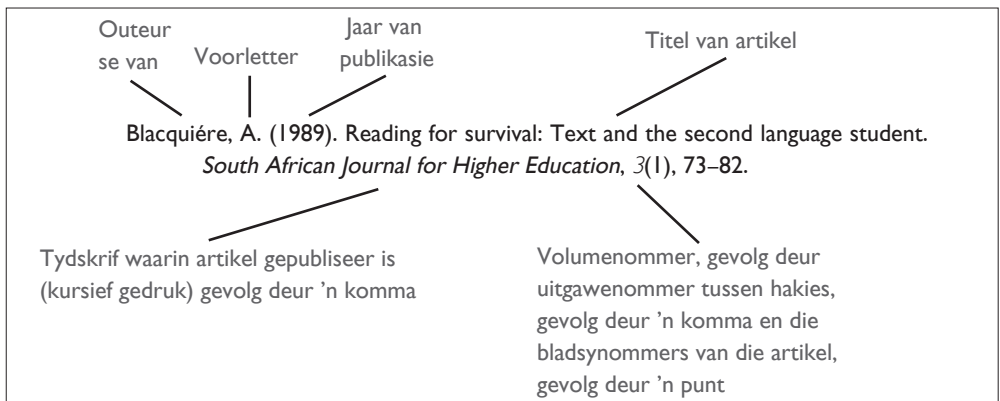 Outeur
se van
Voorletter
Jaar van
publikasie
Titel van artikel
Blacquiére, A. (1989). Reading for survival: Text and the second language student.
South African Journal for Higher Education, 3(1), 73–82.
Tydskrif waarin artikel gepubliseer is
(kursief gedruk) gevolg deur ’n komma
Volumenommer, gevolg deur
uitgawenommer tussen hakies,
gevolg deur ’n komma en die
bladsynommers van die artikel,
gevolg deur ’n punt